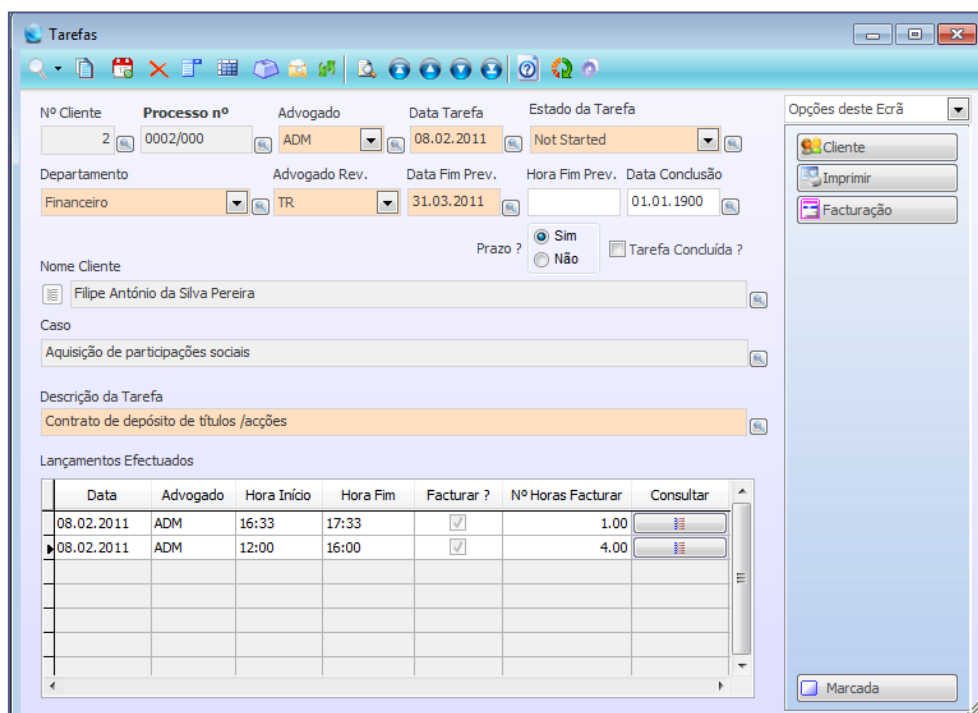 Tarefas
Nº Cliente Processo nº Advogado Data Tarefa Estado da Tarefa Opções deste Ecrã
2 0002/000 ADM 08.02.2011 Not Started
Cliente
Departamento Advogado Rev. Data Fim Prev. Hora Fim Prev. Data Conclusão
Imprimir
Financeiro TR 31.03.2011 01.01.1900
Facturação
Prazo ? Sim Tarefa Concluída ?
Não
Nome Cliente
Filipe António da Silva Pereira
Caso
Aquisição de participações sociais
Descrição da Tarefa
Contrato de depósito de títulos /acções
Lançamentos Efectuados
Data Advogado Hora Início Hora Fim Facturar ? Nº Horas Facturar Consultar
08.02.2011 ADM 16:33 17:33 1.00
08.02.2011 ADM 12:00 16:00 4.00
Marcada